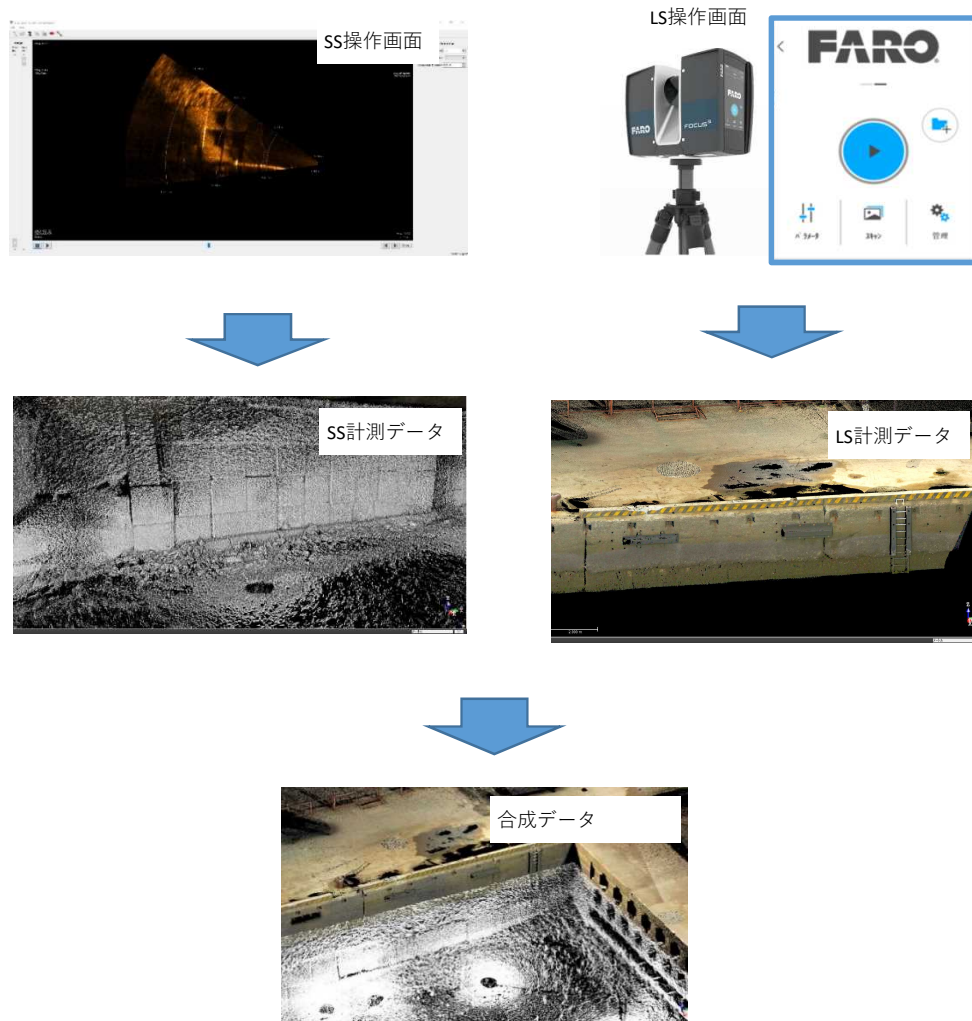 SS操作画面
LS操作画面
FARO
FARO
FARO
FOCUS
パラメータ
スキャン
管理
SS計測データ
LS計測データ
合成データ